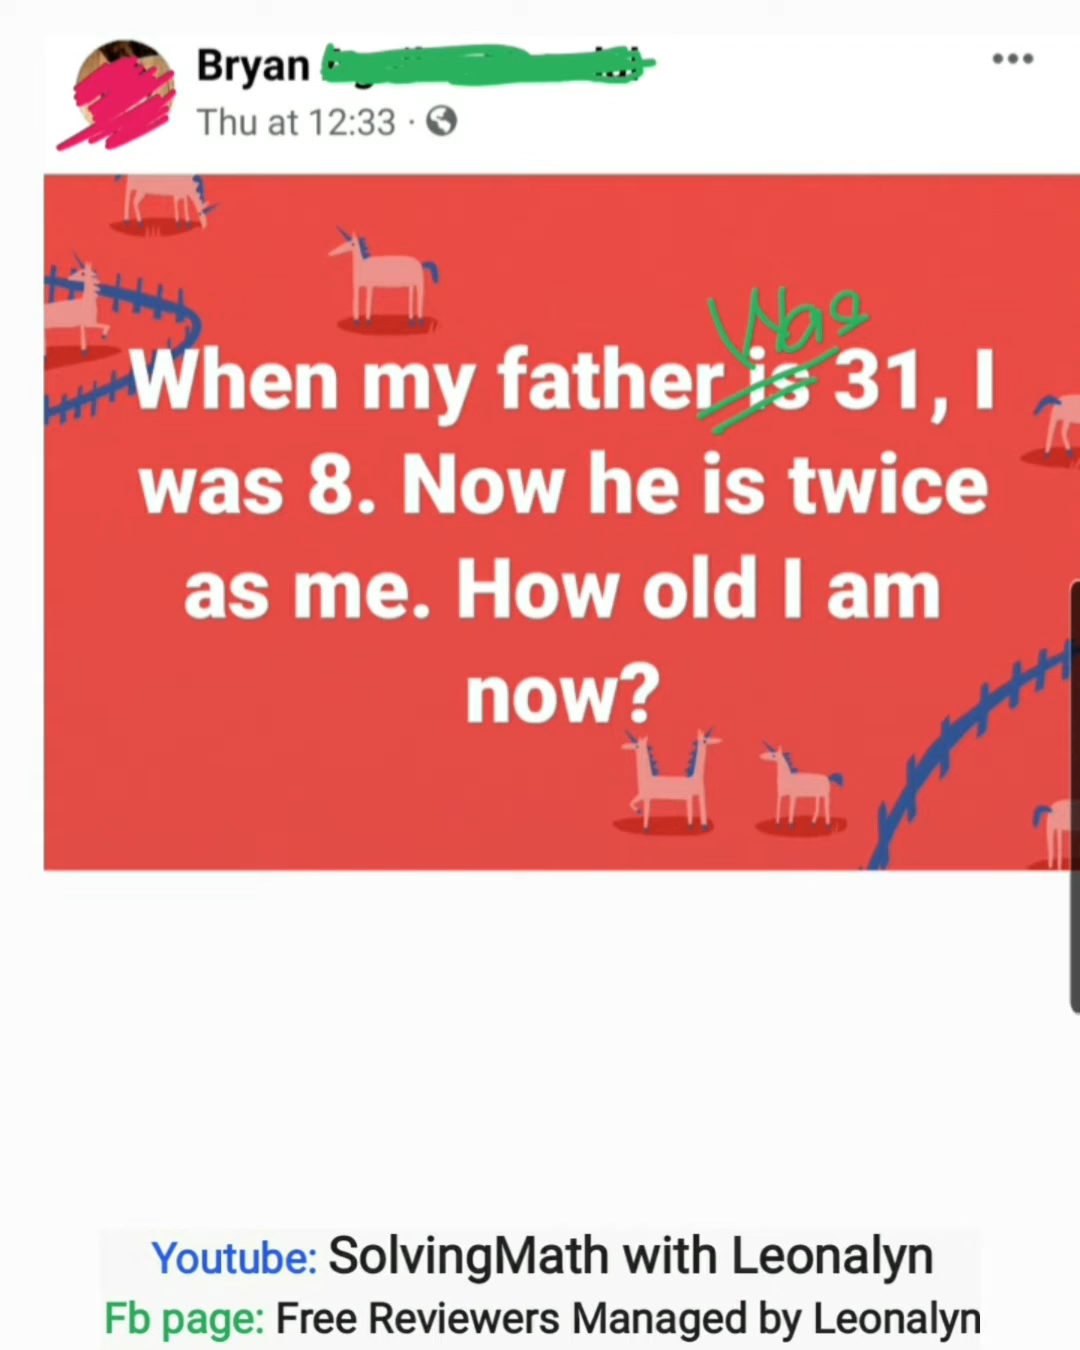 Bryan
Thu at 12:33 ·
Was
When my father is 31, I
was 8. Now he is twice
as me. How old I am
now?
Youtube: SolvingMath with Leonalyn
Fb page: Free Reviewers Managed by Leonalyn